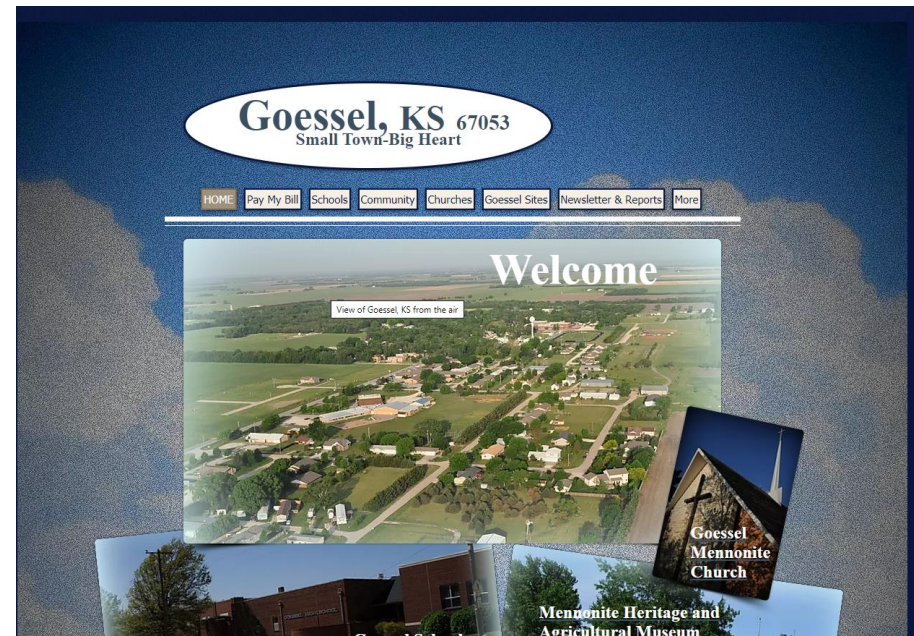 Goessel, KS 67053
Small Town-Big Heart
HOME Pay My Bill Schools Community Churches Goessel Sites Newsletter & Reports More
Welcome
View of Goessel, KS from the air
Goessel
Mennonite
Church
Mennonite Heritage and
Agricultural Museum